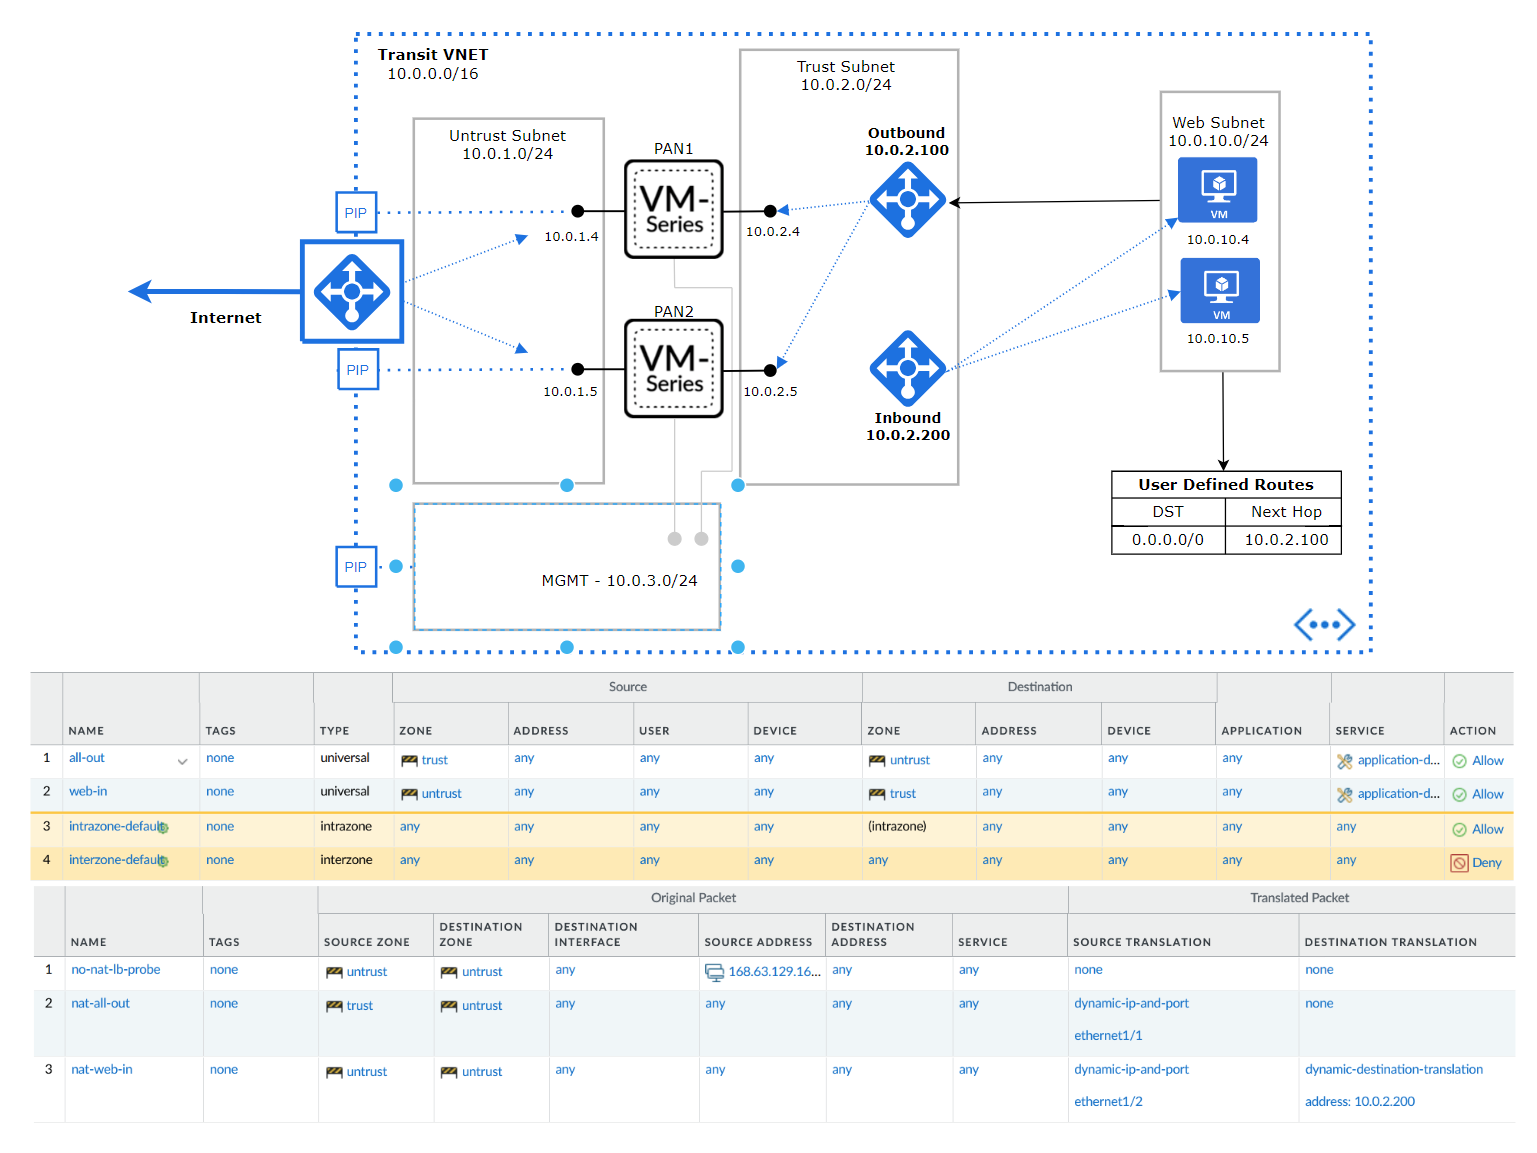 Transit VNET
10.0.0.0/16
Untrust Subnet
10.0.1.0/24
PAN1
VM-
Series
Trust Subnet
10.0.2.0/24
Outbound
10.0.2.100
Web Subnet
10.0.10.0/24
VM
10.0.10.4
PIP
10.0.1.4
10.0.2.4
Internet
PAN2
VM-
Series
VM
10.0.10.5
PIP
10.0.1.5
10.0.2.5
Inbound
10.0.2.200
User Defined Routes
DST Next Hop
0.0.0.0/0 10.0.2.100
PIP
MGMT - 10.0.3.0/24
Source Destination
NAME TAGS TYPE ZONE ADDRESS USER DEVICE ZONE ADDRESS DEVICE APPLICATION SERVICE ACTION
1 all-out none universal trust any any any untrust any any any application-d... Allow
2 web-in none universal untrust any any any trust any any any application-d... Allow
3 intrazone-default none intrazone any any any any (intrazone) any any any any Allow
4 interzone-default none interzone any any any any any any any any any Deny
Original Packet Translated Packet
NAME TAGS SOURCE ZONE DESTINATION ZONE DESTINATION INTERFACE SOURCE ADDRESS DESTINATION ADDRESS SERVICE SOURCE TRANSLATION DESTINATION TRANSLATION
1 no-nat-lb-probe none untrust untrust any 168.63.129.16... any any none none
2 nat-all-out none trust untrust any any any any dynamic-ip-and-port none
ethernet1/1
3 nat-web-in none untrust untrust any any any any dynamic-ip-and-port dynamic-destination-translation
ethernet1/2 address: 10.0.2.200